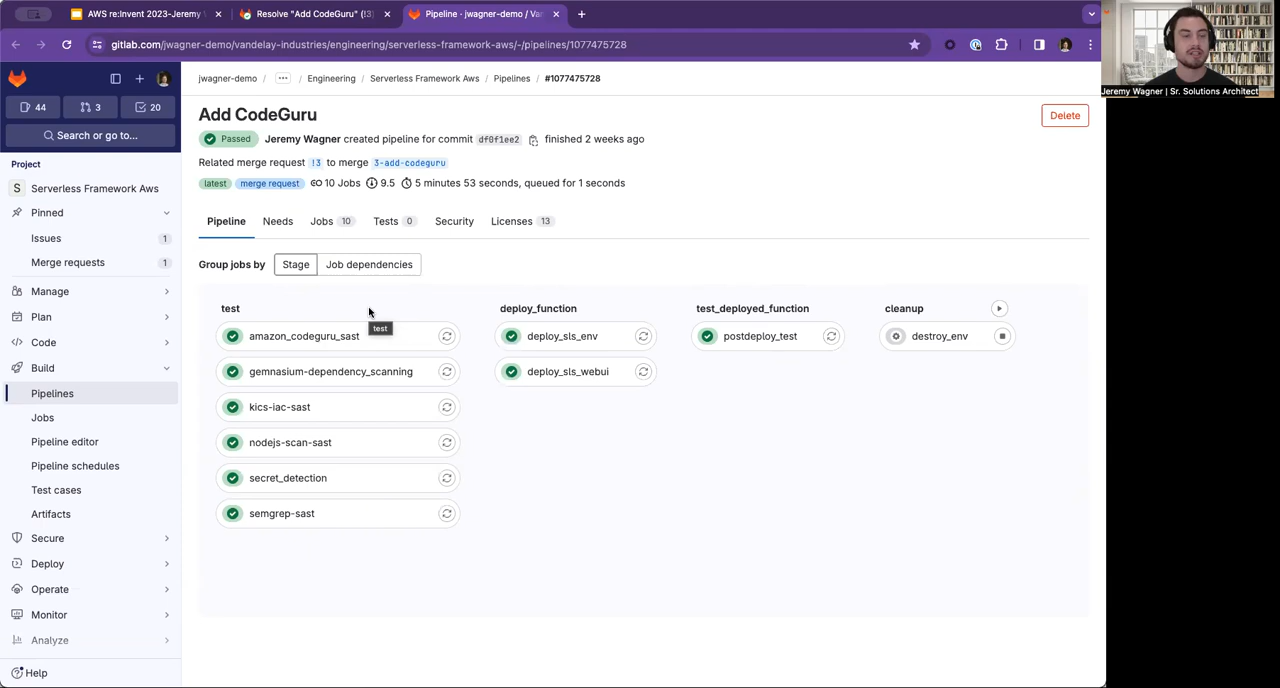 AWS re:Invent 2023-Jeremy
Resolve "Add CodeGuru" (!3)
Pipeline · jwagner-demo / Van
gitlab.com/jwagner-demo/vandelay-industries/engineering/serverless-framework-aws/-/pipelines/1077475728
Jeremy Wagner | Sr. Solutions Architect
jwagner-demo / ... / Engineering / Serverless Framework Aws / Pipelines / #1077475728
44
3
20
Search or go to...
Project
S Serverless Framework Aws
Pinned
Issues 1
Merge requests 1
Manage
Plan
Code
Build
Pipelines
Jobs
Pipeline editor
Pipeline schedules
Test cases
Artifacts
Secure
Deploy
Operate
Monitor
Analyze
Help
Add CodeGuru
Delete
Passed Jeremy Wagner created pipeline for commit df0f1ee2 finished 2 weeks ago
Related merge request !3 to merge 3-add-codeguru
latest merge request 10 Jobs 9.5 5 minutes 53 seconds, queued for 1 seconds
Pipeline Needs Jobs 10 Tests 0 Security Licenses 13
Group jobs by Stage Job dependencies
test
test
amazon_codeguru_sast
gemnasium-dependency_scanning
kics-iac-sast
nodejs-scan-sast
secret_detection
semgrep-sast
deploy_function
deploy_sls_env
deploy_sls_webui
test_deployed_function
postdeploy_test
cleanup
destroy_env